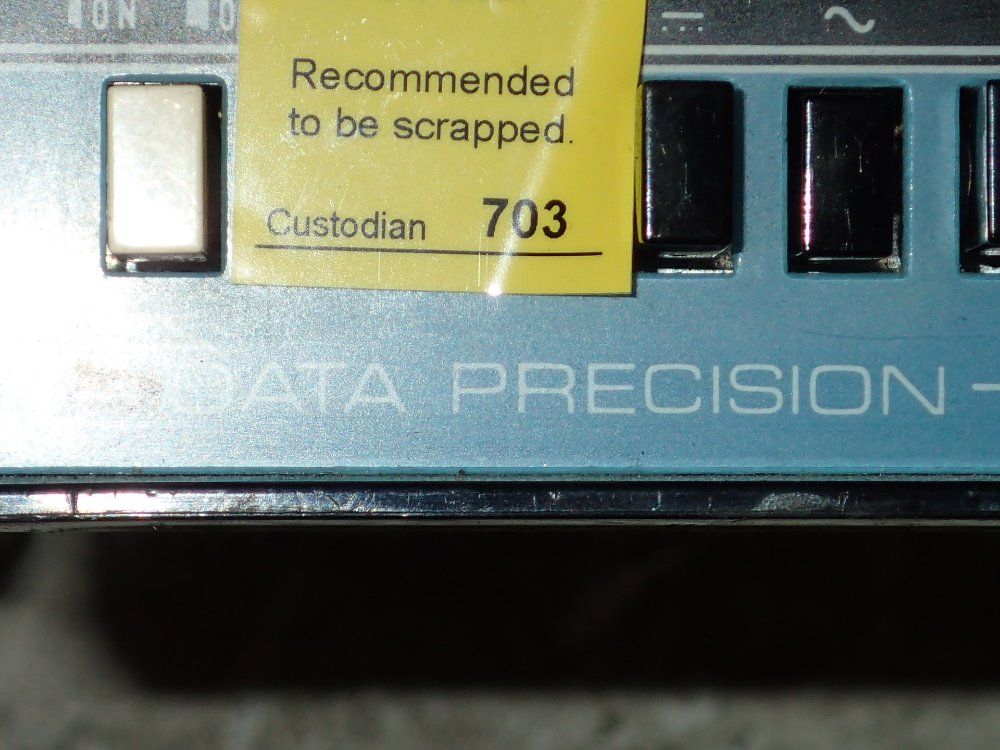 ON
Recommended
to be scrapped.
Custodian 703
DATA PRECISION